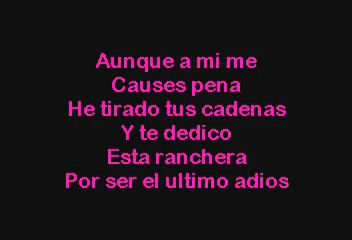 Aunque a mi me
Causes pena
He tirado tus cadenas
Y te dedico
Esta ranchera
Por ser el ultimo adios